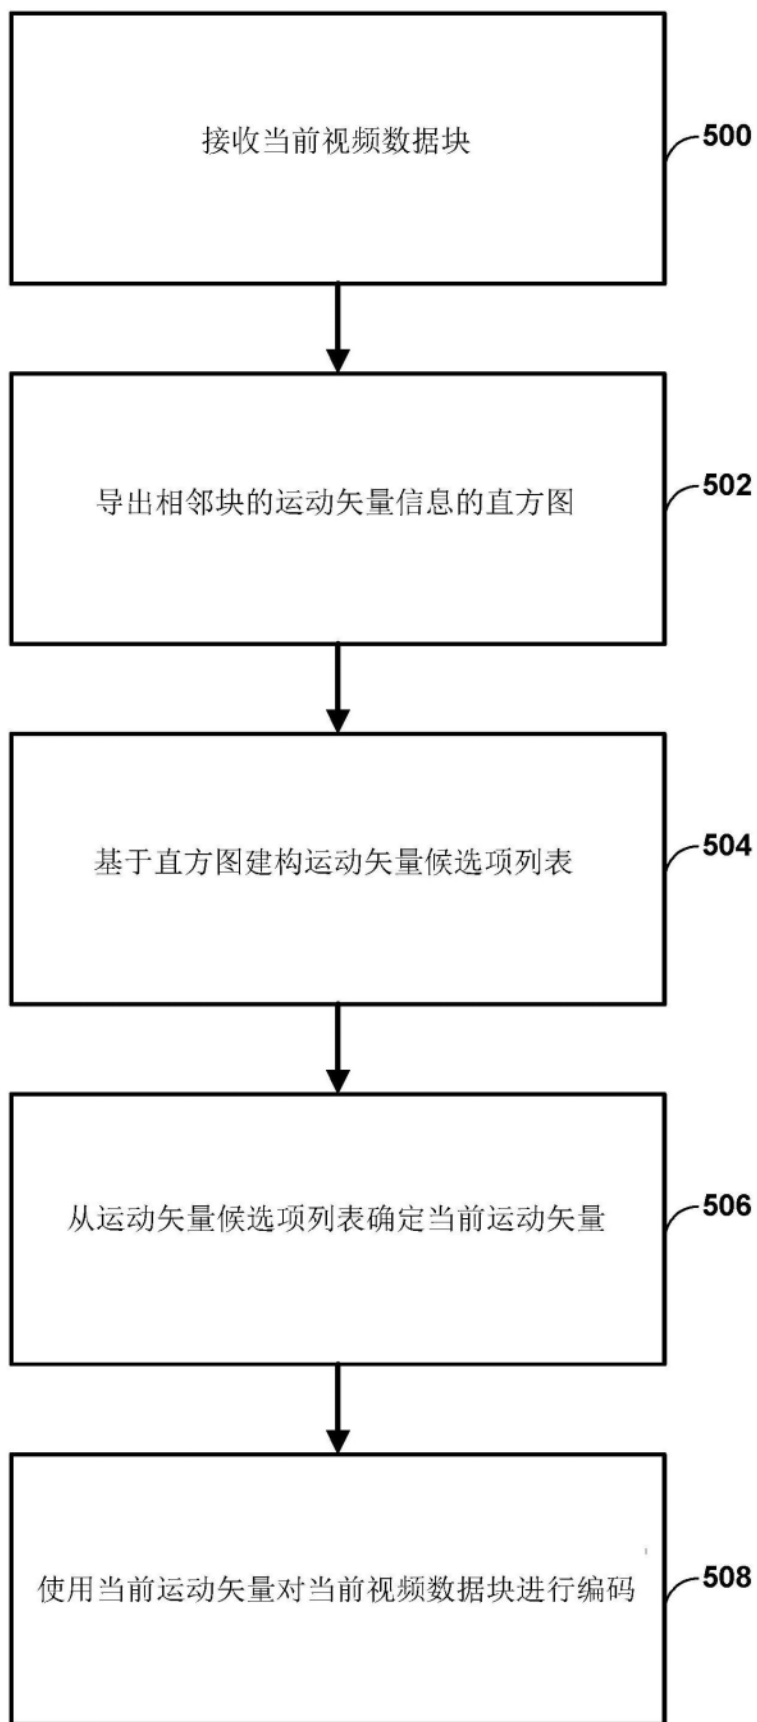 接收当前视频数据块
500
导出相邻块的运动矢量信息的直方图
502
基于直方图建构运动矢量候选项列表
504
从运动矢量候选项列表确定当前运动矢量
506
使用当前运动矢量对当前视频数据块进行编码
508